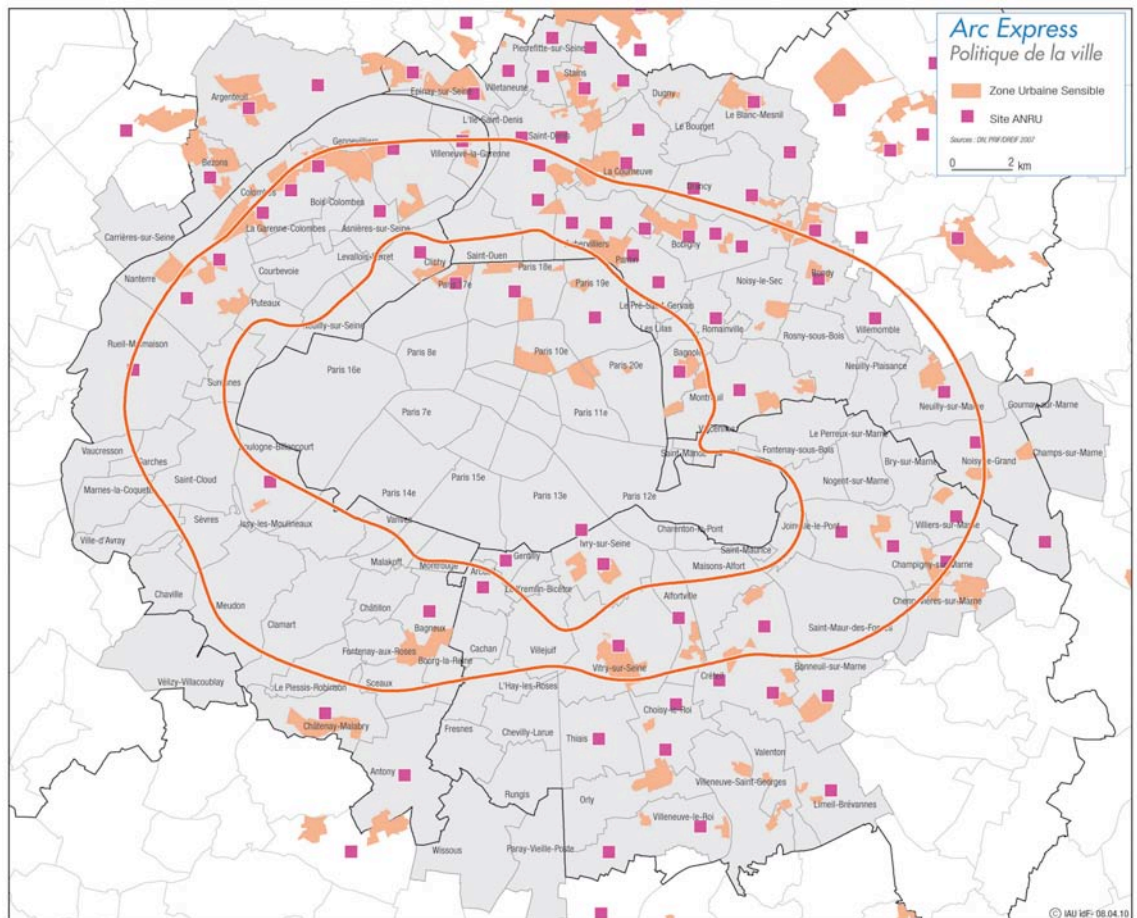 Arc Express
Politique de la ville
Zone Urbaine Sensible
Site ANRU
Sources : DN, PRIF/DREIF 2007
0 2 km
Pierrefitte-sur-Seine
Villetaneuse
Stains
Epinay-sur-Seine
Argenteuil
Dugny
Le Blanc-Mesnil
L'Ile-Saint-Denis
Le Bourget
Saint-Denis
Gennevilliers
Villeneuve-la-Garenne
Bezons
La Courneuve
Drancy
Colombes
Bois-Colombes
La Garenne-Colombes
Asnières-sur-Seine
Carrières-sur-Seine
Aubervilliers
Bobigny
Levallois-Perret
Clichy
Saint-Ouen
Pantin
Nanterre
Courbevoie
Paris 18e
Paris 17e
Paris 19e
Noisy-le-Sec
Bondy
Puteaux
Le Pré-Saint-Gervais
Neuilly-sur-Seine
Les Lilas
Romainville
Villemomble
Rosny-sous-Bois
Rueil-Malmaison
Paris 8e
Paris 10e
Bagnolet
Paris 16e
Paris 20e
Neuilly-Plaisance
Suresnes
Montreuil
Neuilly-sur-Marne
Gournay-sur-Marne
Paris 7e
Paris 11e
Vincennes
Le Perreux-sur-Marne
Vaucresson
Garches
Boulogne-Billancourt
Saint-Mandé
Fontenay-sous-Bois
Bry-sur-Marne
Noisy-le-Grand
Champs-sur-Marne
Saint-Cloud
Paris 15e
Nogent-sur-Marne
Marnes-la-Coquette
Paris 14e
Paris 13e
Paris 12e
Sèvres
Issy-les-Moulineaux
Vanves
Charenton-le-Pont
Joinville-le-Pont
Villiers-sur-Marne
Ville-d'Avray
Ivry-sur-Seine
Saint-Maurice
Gentilly
Malakoff
Montrouge
Arcueil
Maisons-Alfort
Champigny-sur-Marne
Chaville
Le Kremlin-Bicêtre
Alfortville
Chennevières-sur-Marne
Meudon
Châtillon
Clamart
Bagneux
Saint-Maur-des-Fossés
Fontenay-aux-Roses
Cachan
Villejuif
Bourg-la-Reine
Vitry-sur-Seine
Bonneuil-sur-Marne
Vélizy-Villacoublay
Le Plessis-Robinson
Sceaux
L'Hay-les-Roses
Créteil
Choisy-le-Roi
Châtenay-Malabry
Fresnes
Chevilly-Larue
Thiais
Valenton
Antony
Villeneuve-Saint-Georges
Rungis
Orly
Limeil-Brévannes
Villeneuve-le-Roi
Wissous
Paray-Vieille-Poste
© IAU îdF- 08.04.10